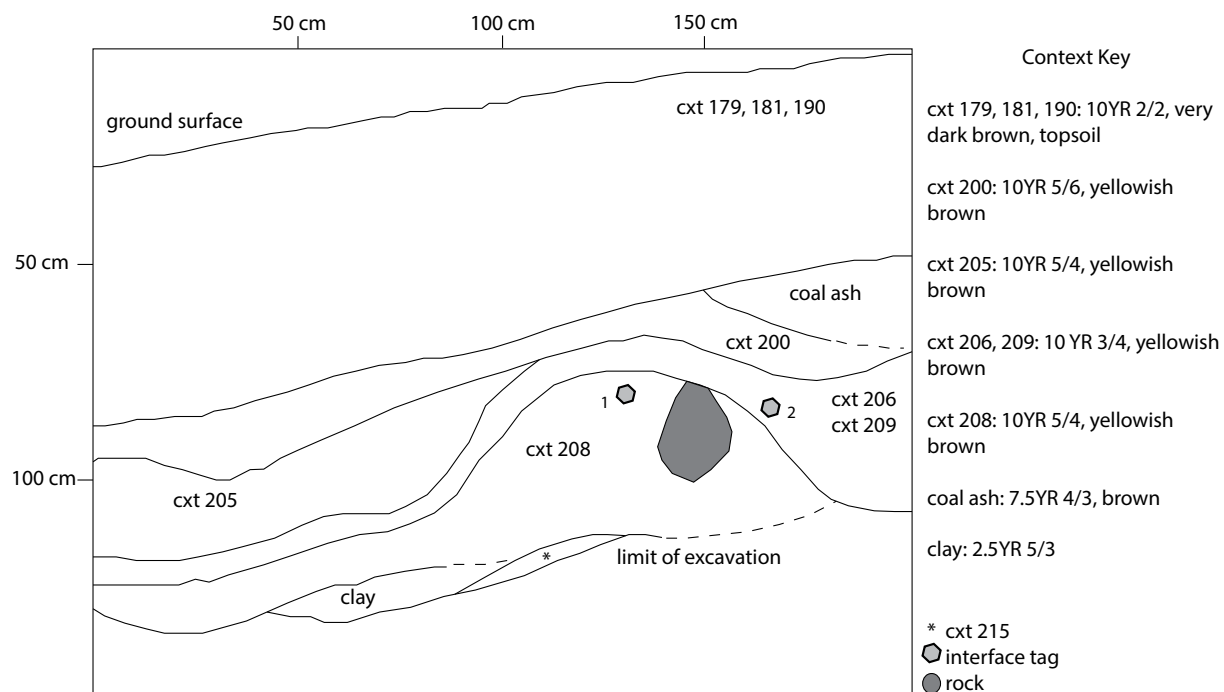 50 cm
100 cm
150 cm
ground surface
cxt 179, 181, 190
50 cm
coal ash
cxt 200
1
2
cxt 206
cxt 209
cxt 208
100 cm
cxt 205
*
limit of excavation
clay
Context Key
cxt 179, 181, 190: 10YR 2/2, very
dark brown, topsoil
cxt 200: 10YR 5/6, yellowish
brown
cxt 205: 10YR 5/4, yellowish
brown
cxt 206, 209: 10 YR 3/4, yellowish
brown
cxt 208: 10YR 5/4, yellowish
brown
coal ash: 7.5YR 4/3, brown
clay: 2.5YR 5/3
* cxt 215
interface tag
rock